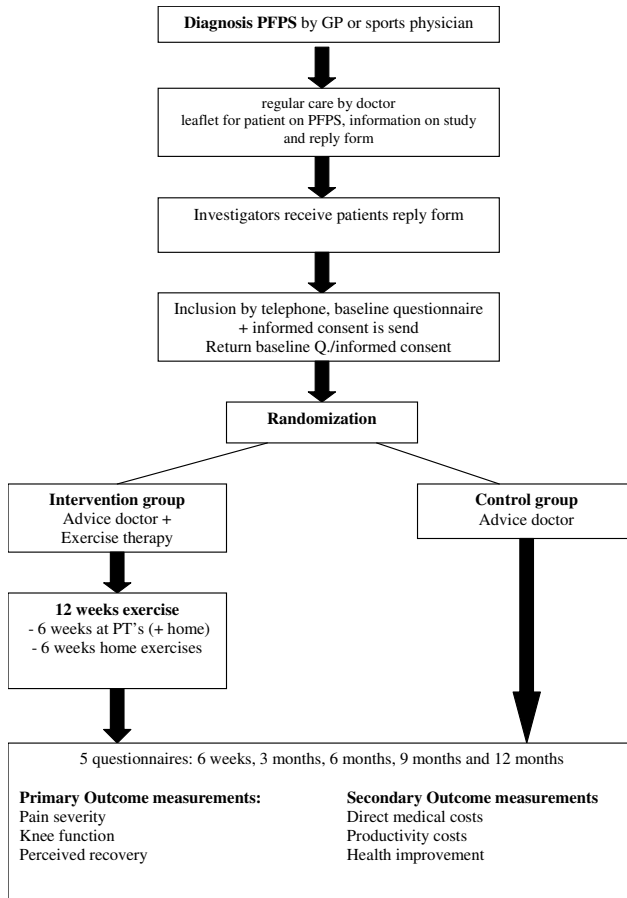 Diagnosis PFPS by GP or sports physician
regular care by doctor
leaflet for patient on PFPS, information on study
and reply form
Investigators receive patients reply form
Inclusion by telephone, baseline questionnaire
+ informed consent is send
Return baseline Q./informed consent
Randomization
Intervention group
Advice doctor +
Exercise therapy
Control group
Advice doctor
12 weeks exercise
- 6 weeks at PT’s (+ home)
- 6 weeks home exercises
5 questionnaires: 6 weeks, 3 months, 6 months, 9 months and 12 months
Primary Outcome measurements:
Pain severity
Knee function
Perceived recovery
Secondary Outcome measurements
Direct medical costs
Productivity costs
Health improvement